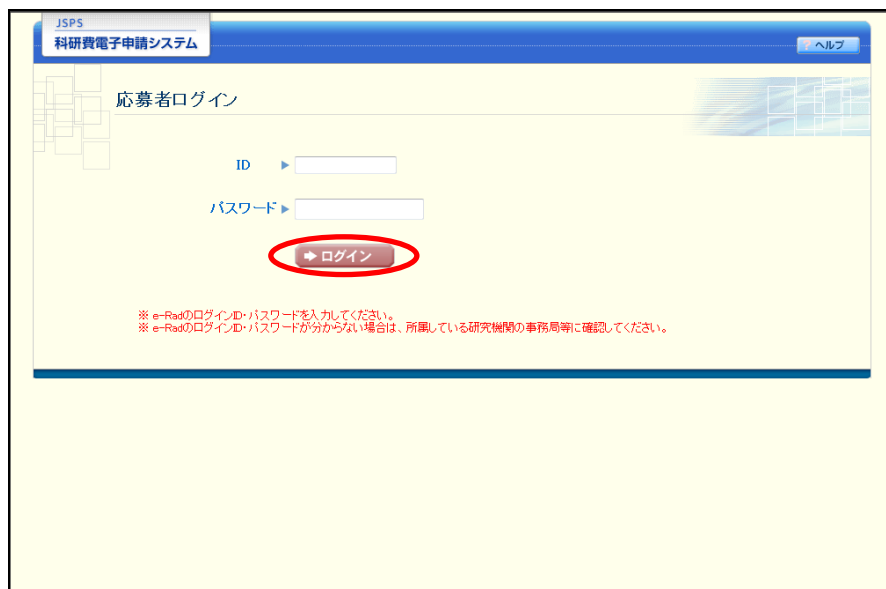 JSPS
科研費電子申請システム
? ヘルプ
応募者ログイン
ID
パスワード
ログイン
※ e-RadのログインID・パスワードを入力してください。
※ e-RadのログインID・パスワードが分からない場合は、所属している研究機関の事務局等に確認してください。